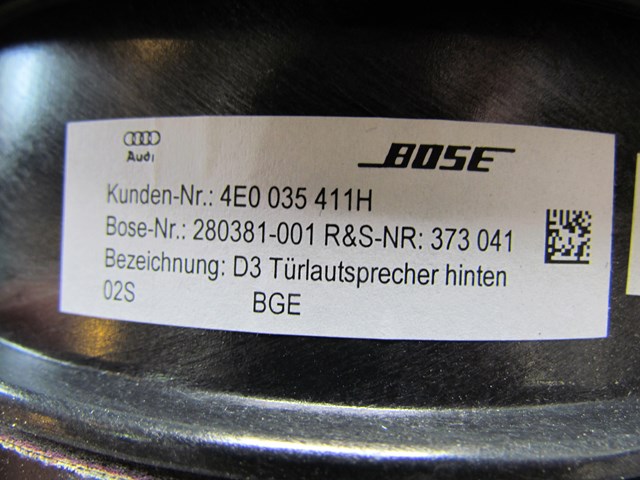 Audi BOSE
Kunden-Nr.: 4E0 035 411H
Bose-Nr.: 280381-001 R&S-NR: 373 041
Bezeichnung: D3 Türlautsprecher hinten
02S BGE